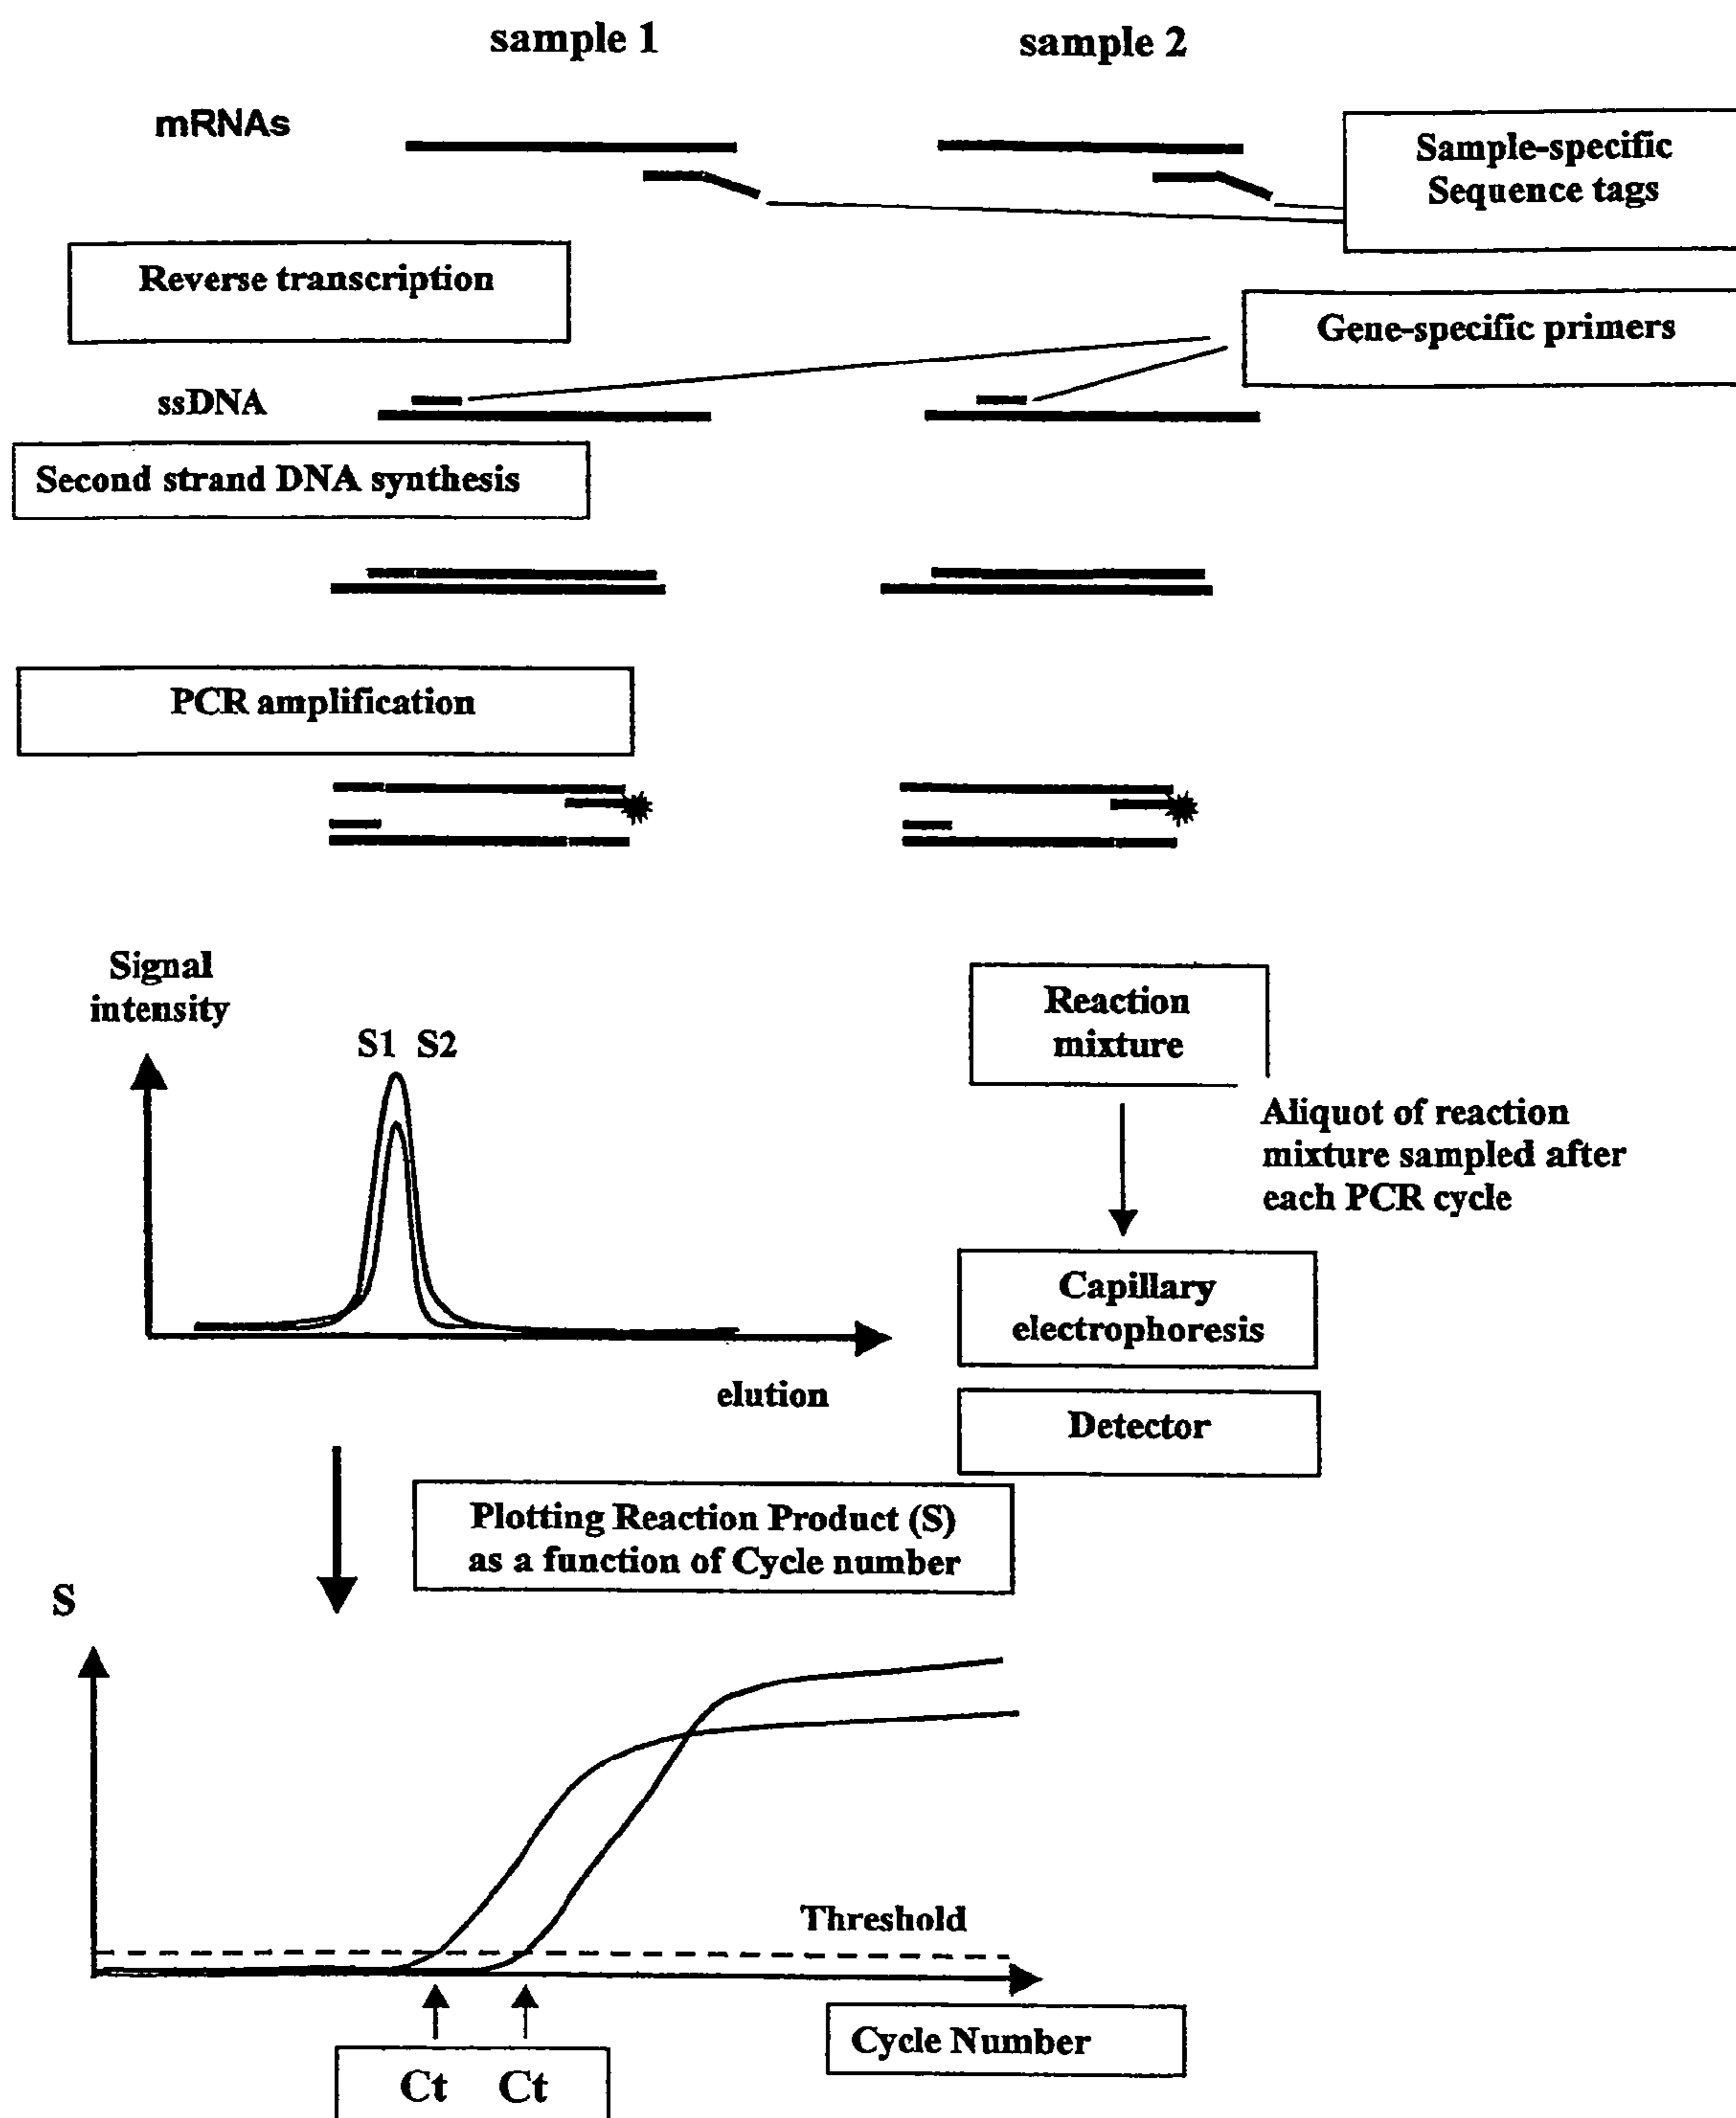 sample 1
sample 2
mRNAs
Sample-specific
Sequence tags
Reverse transcription
Gene-specific primers
ssDNA
Second strand DNA synthesis
PCR amplification
Signal
intensity
S1 S2
Reaction
mixture
Aliquot of reaction
mixture sampled after
each PCR cycle
Capillary
electrophoresis
elution
Detector
Plotting Reaction Product (S)
as a function of Cycle number
S
Threshold
Cycle Number
Ct Ct